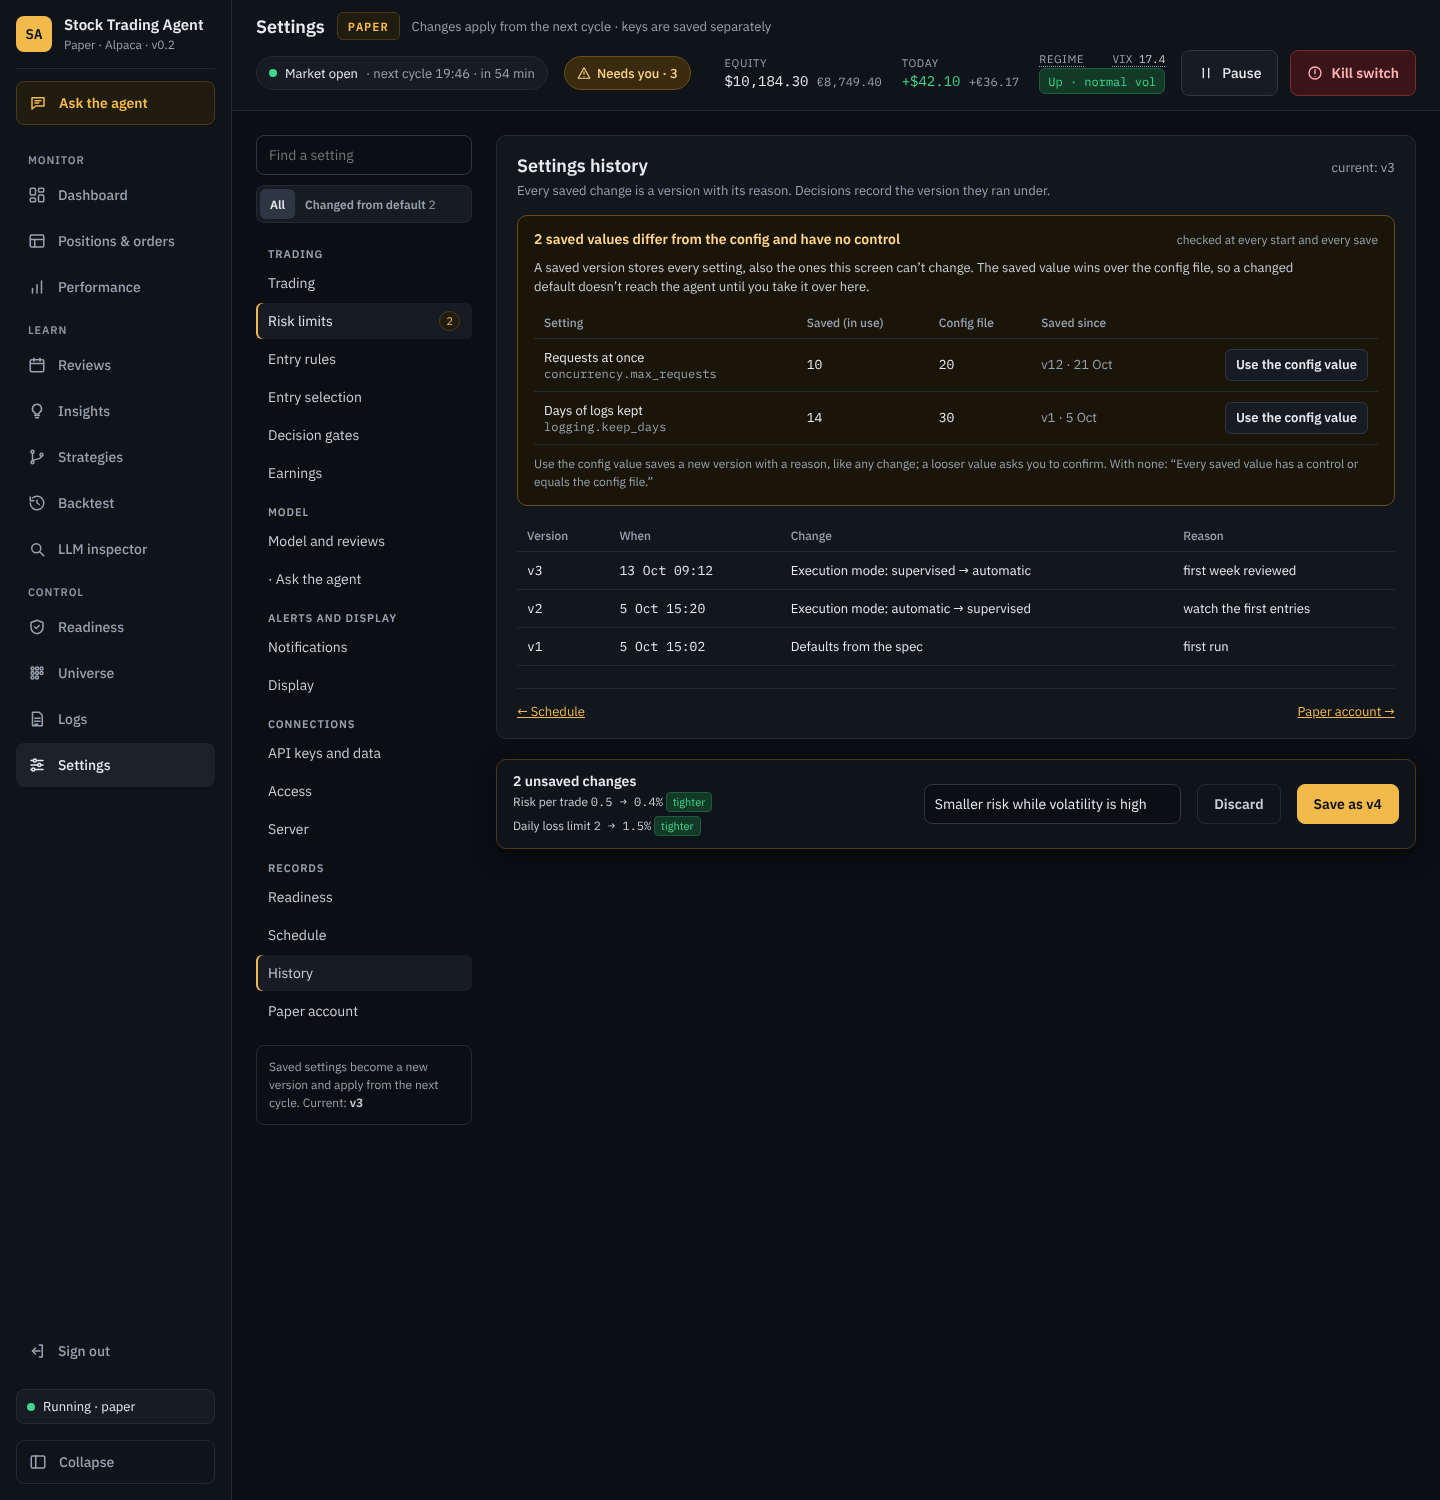 SA
Stock Trading Agent
Paper · Alpaca · v0.2
Ask the agent
MONITOR
Dashboard
Positions & orders
Performance
LEARN
Reviews
Insights
Strategies
Backtest
LLM inspector
CONTROL
Readiness
Universe
Logs
Settings
Sign out
Running · paper
Collapse
Settings
PAPER
Changes apply from the next cycle · keys are saved separately
Market open · next cycle 19:46 · in 54 min
Needs you · 3
EQUITY
$10,184.30 €8,749.40
TODAY
+$42.10 +€36.17
REGIME VIX 17.4
Up · normal vol
Pause
Kill switch
Find a setting
All
Changed from default 2
TRADING
Trading
Risk limits 2
Entry rules
Entry selection
Decision gates
Earnings
MODEL
Model and reviews
· Ask the agent
ALERTS AND DISPLAY
Notifications
Display
CONNECTIONS
API keys and data
Access
Server
RECORDS
Readiness
Schedule
History
Paper account
Saved settings become a new
version and apply from the next
cycle. Current: v3
Settings history
current: v3
Every saved change is a version with its reason. Decisions record the version they ran under.
2 saved values differ from the config and have no control
checked at every start and every save
A saved version stores every setting, also the ones this screen can't change. The saved value wins over the config file, so a changed
default doesn't reach the agent until you take it over here.
Setting Saved (in use) Config file Saved since
Requests at once 10 20 v12 · 21 Oct Use the config value
concurrency.max_requests
Days of logs kept 14 30 v1 · 5 Oct Use the config value
logging.keep_days
Use the config value saves a new version with a reason, like any change; a looser value asks you to confirm. With none: “Every saved value has a control or
equals the config file.”
Version When Change Reason
v3 13 Oct 09:12 Execution mode: supervised → automatic first week reviewed
v2 5 Oct 15:20 Execution mode: automatic → supervised watch the first entries
v1 5 Oct 15:02 Defaults from the spec first run
← Schedule
Paper account →
2 unsaved changes
Risk per trade 0.5 → 0.4% tighter
Daily loss limit 2 → 1.5% tighter
Smaller risk while volatility is high
Discard
Save as v4